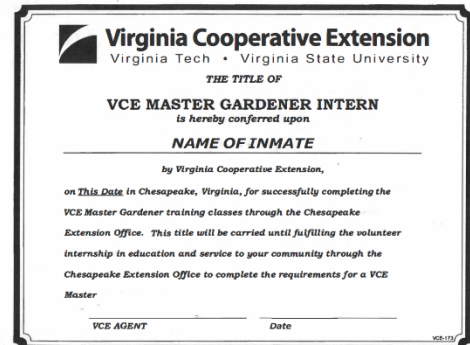 Virginia Cooperative Extension
Virginia Tech • Virginia State University
THE TITLE OF
VCE MASTER GARDENER INTERN
is hereby conferred upon
NAME OF INMATE
by Virginia Cooperative Extension,
on This Date in Chesapeake, Virginia, for successfully completing the
VCE Master Gardener training classes through the Chesapeake
Extension Office. This title will be carried until fulfilling the volunteer
internship in education and service to your community through the
Chesapeake Extension Office to complete the requirements for a VCE
Master
VCE AGENT Date
VCE-173